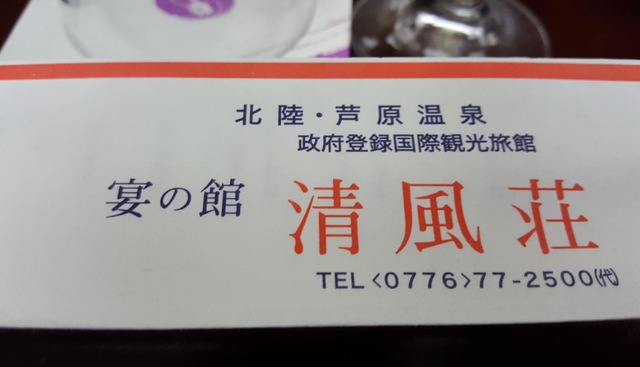 北陸・芦原温泉
政府登録国際観光旅館
宴の館 清風荘
TEL<0776>77-2500(代)